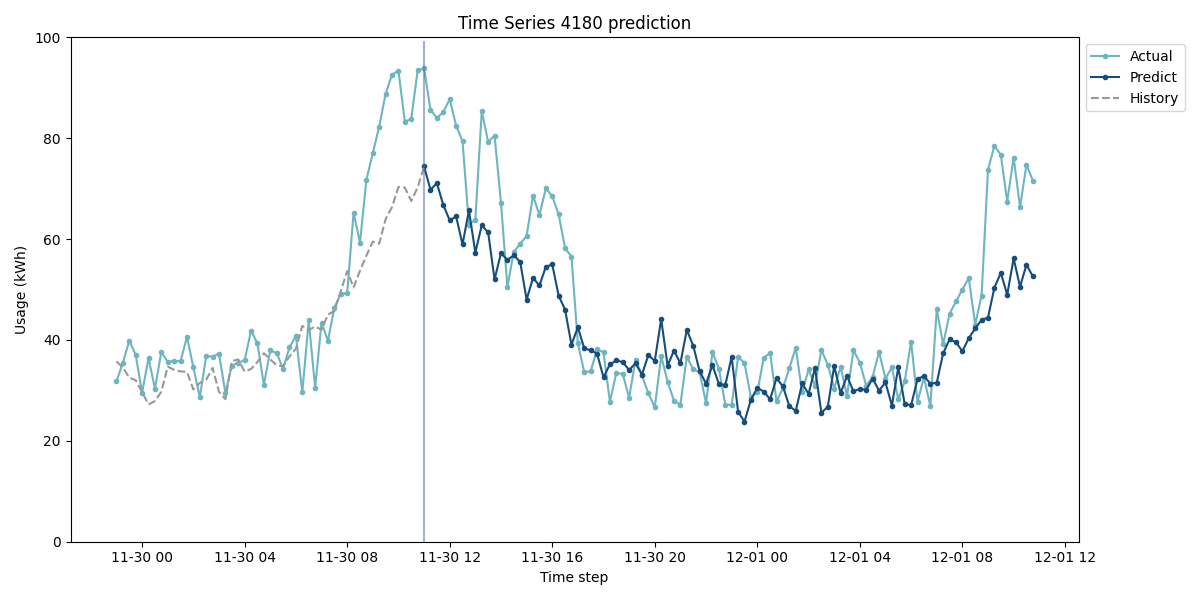 Time Series 4180 prediction
Actual
Predict
History
100
80
60
40
20
0
Usage (kWh)
11-30 00
11-30 04
11-30 08
11-30 12
11-30 16
11-30 20
12-01 00
12-01 04
12-01 08
12-01 12
Time step